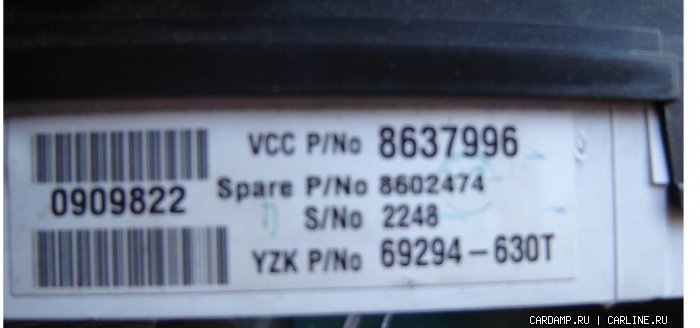 VCC P/No 8637996
0909822
Spare P/No 8602474
S/No 2248
YZK P/No 69294-630T
CARDAMP.RU | CARLINE.RU